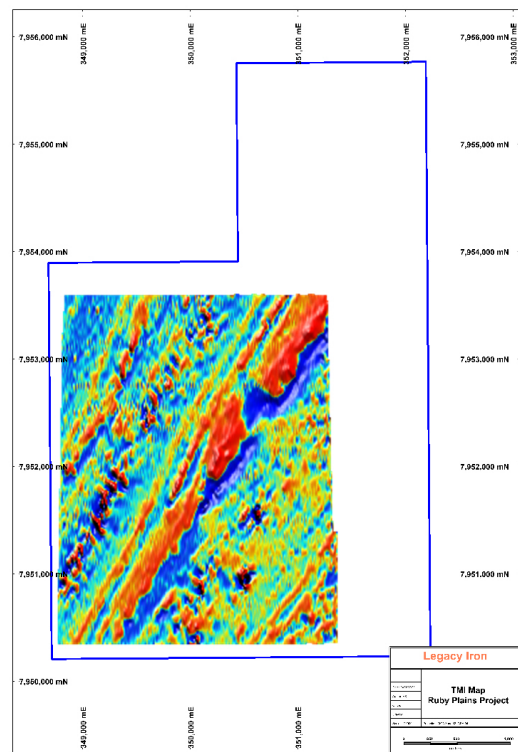 7,956,000 mN
349,000 mE
350,000 mE
351,000 mE
352,000 mE
353,000 mE
7,956,000 mN
7,955,000 mN
7,955,000 mN
7,954,000 mN
7,954,000 mN
7,953,000 mN
7,953,000 mN
7,952,000 mN
7,952,000 mN
7,951,000 mN
7,951,000 mN
7,950,000 mN
349,000 mE
350,000 mE
351,000 mE
Legacy Iron
TMI Map
Ruby Plains Project